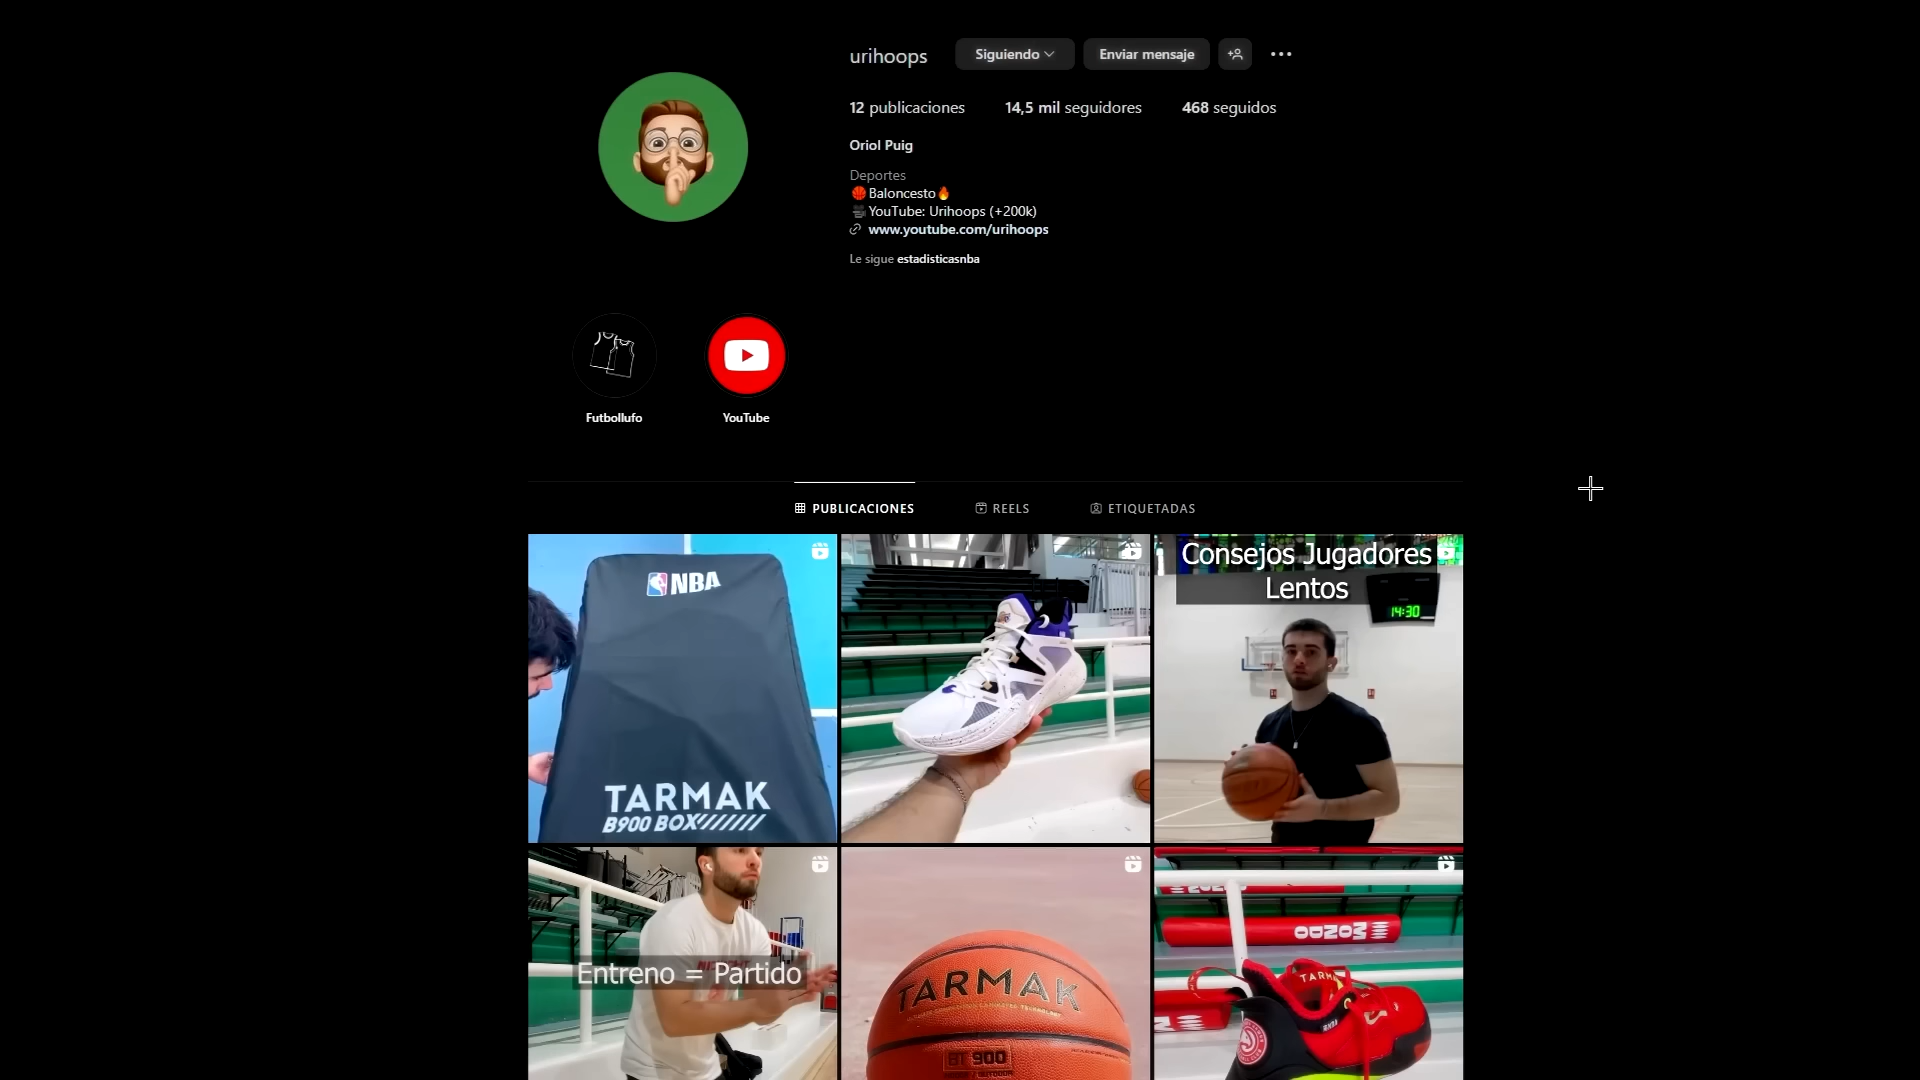 urihoops
Siguiendo
Enviar mensaje
12 publicaciones
14,5 mil seguidores
468 seguidos
Oriol Puig
Deportes
🏀Baloncesto🔥
🎥YouTube: Urihoops (+200k)
www.youtube.com/urihoops
Le sigue estadisticasnba
Futbollufo
YouTube
PUBLICACIONES
REELS
ETIQUETADAS
NBA
TARMAK
B900 BOX
Consejos Jugadores
Lentos
14:30
Entreno = Partido
TARMAK
BT 900
MONDO
TARMAK